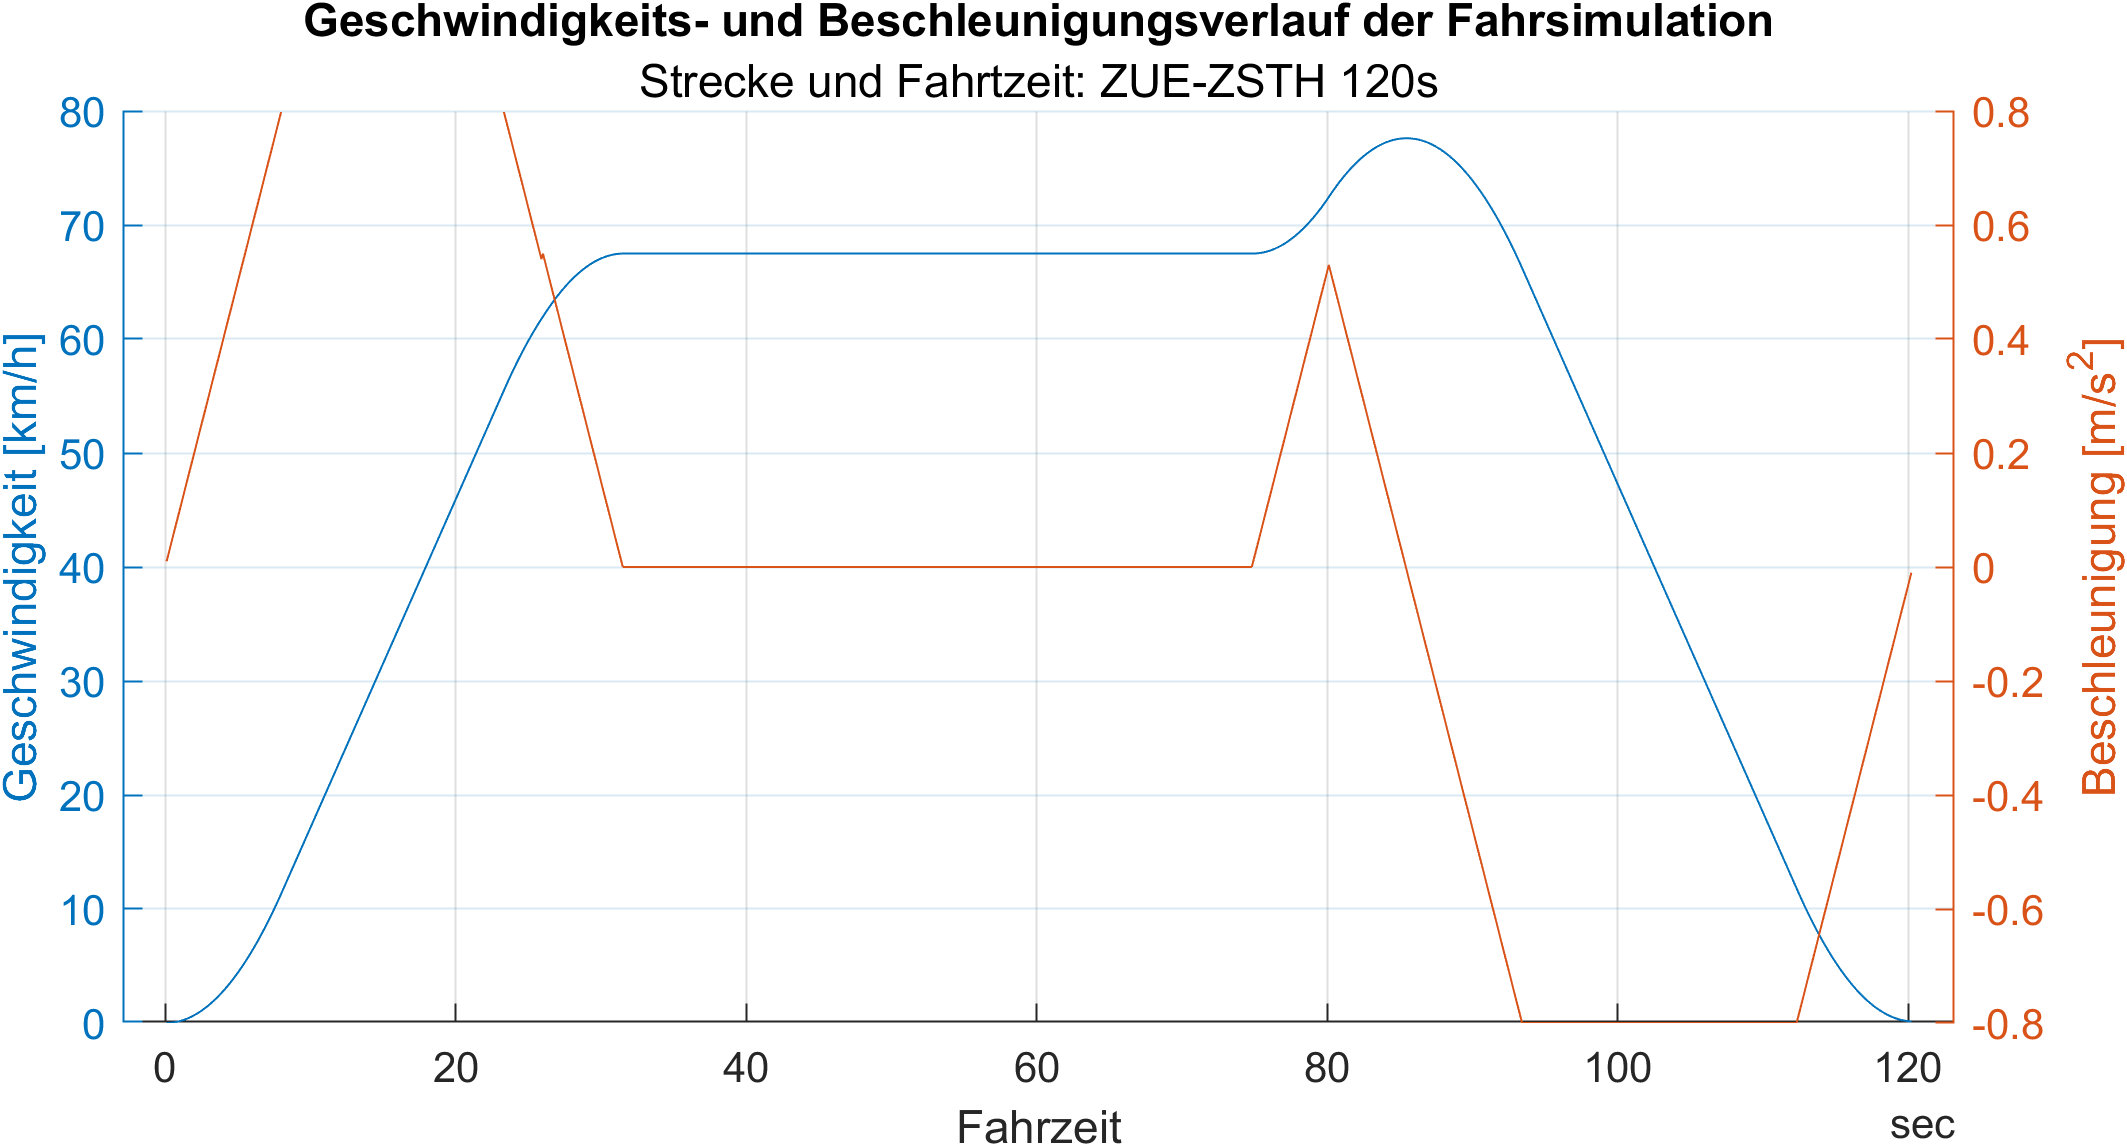 Geschwindigkeits- und Beschleunigungsverlauf der Fahrsimulation
Strecke und Fahrtzeit: ZUE-ZSTH 120s
Geschwindigkeit [km/h]
80
70
60
50
40
30
20
10
0
0.8
0.6
0.4
0.2
0
-0.2
-0.4
-0.6
-0.8
Beschleunigung [m/s²]
0 20 40 60 80 100 120
Fahrzeit
sec